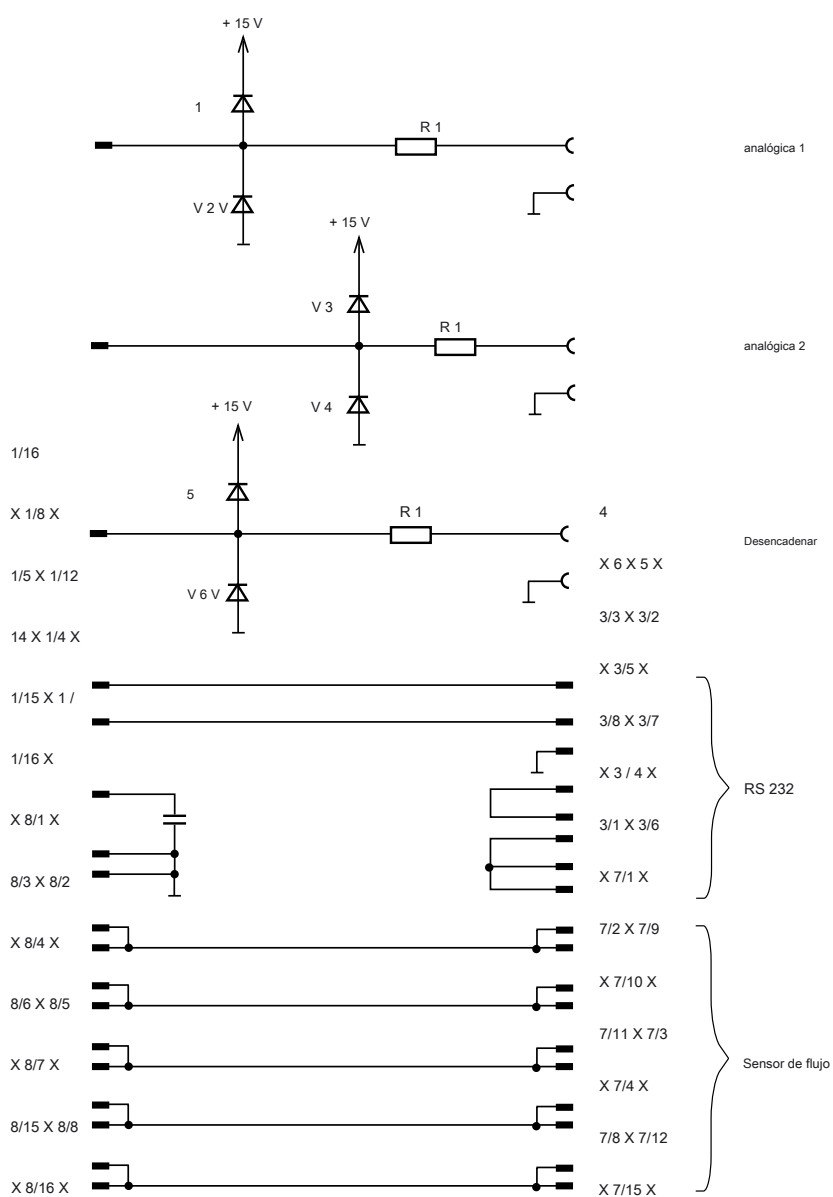 + 15 V
1
R 1
analógica 1
V 2 V
+ 15 V
V 3
R 1
analógica 2
V 4
+ 15 V
1/16
5
X 1/8 X
R 1
4
Desencadenar
X 6 X 5 X
1/5 X 1/12
V 6 V
3/3 X 3/2
14 X 1/4 X
X 3/5 X
1/15 X 1 /
3/8 X 3/7
1/16 X
X 3 / 4 X
RS 232
X 8/1 X
3/1 X 3/6
8/3 X 8/2
X 7/1 X
X 8/4 X
7/2 X 7/9
X 7/10 X
8/6 X 8/5
7/11 X 7/3
X 8/7 X
Sensor de flujo
X 7/4 X
8/15 X 8/8
7/8 X 7/12
X 8/16 X
X 7/15 X